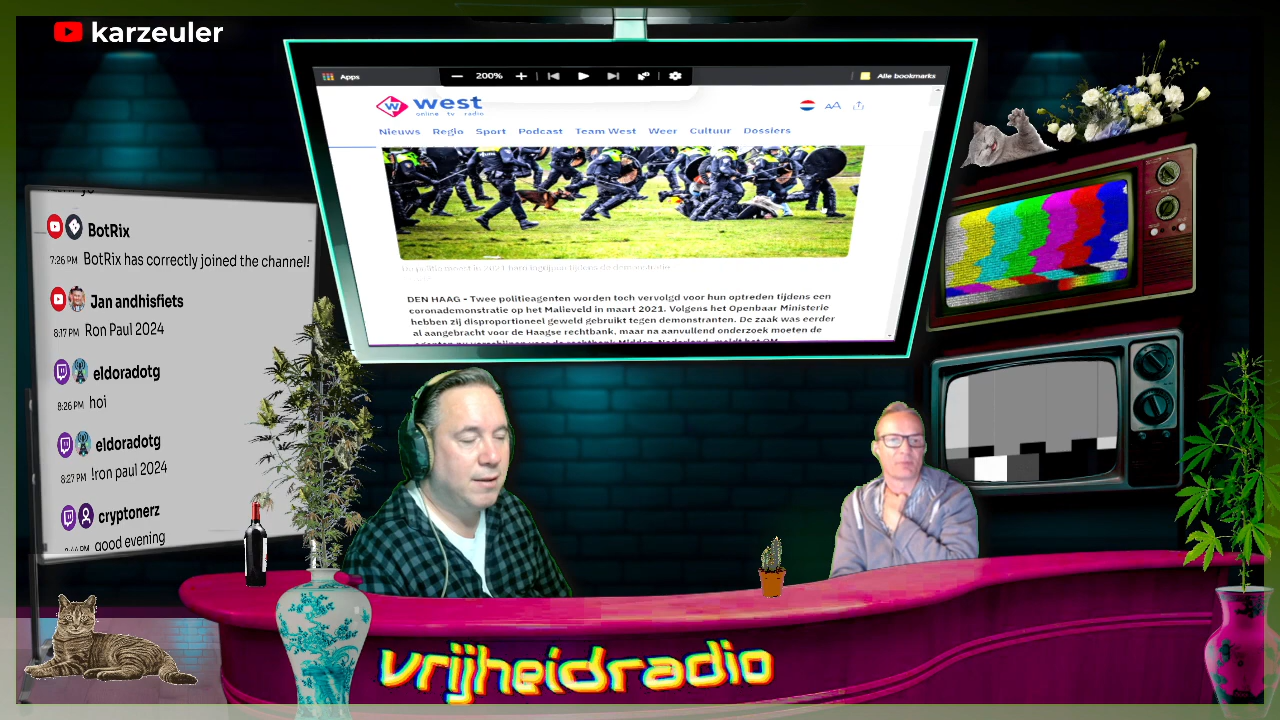 karzeuler
Apps
200%
Alle bookmarks
west
online tv radio
Nieuws Regio Sport Podcast Team West Weer Cultuur Dossiers
DEN HAAG - Twee politieagenten worden toch vervolgd voor hun optreden tijdens een
coronademonstratie op het Malieveld in maart 2021. Volgens het Openbaar Ministerie
hebben zij disproportioneel geweld gebruikt tegen demonstranten. De zaak was eerder
al aangebracht voor de Haagse rechtbank, maar na aanvullend onderzoek moeten de
BotRix
7:26 PM BotRix has correctly joined the channel!
Jan andhisfiets
8:17 PM Ron Paul 2024
eldoradotg
8:26 PM hoi
eldoradotg
8:27 PM !ron paul 2024
cryptonerz
good evening
vrijheidradio